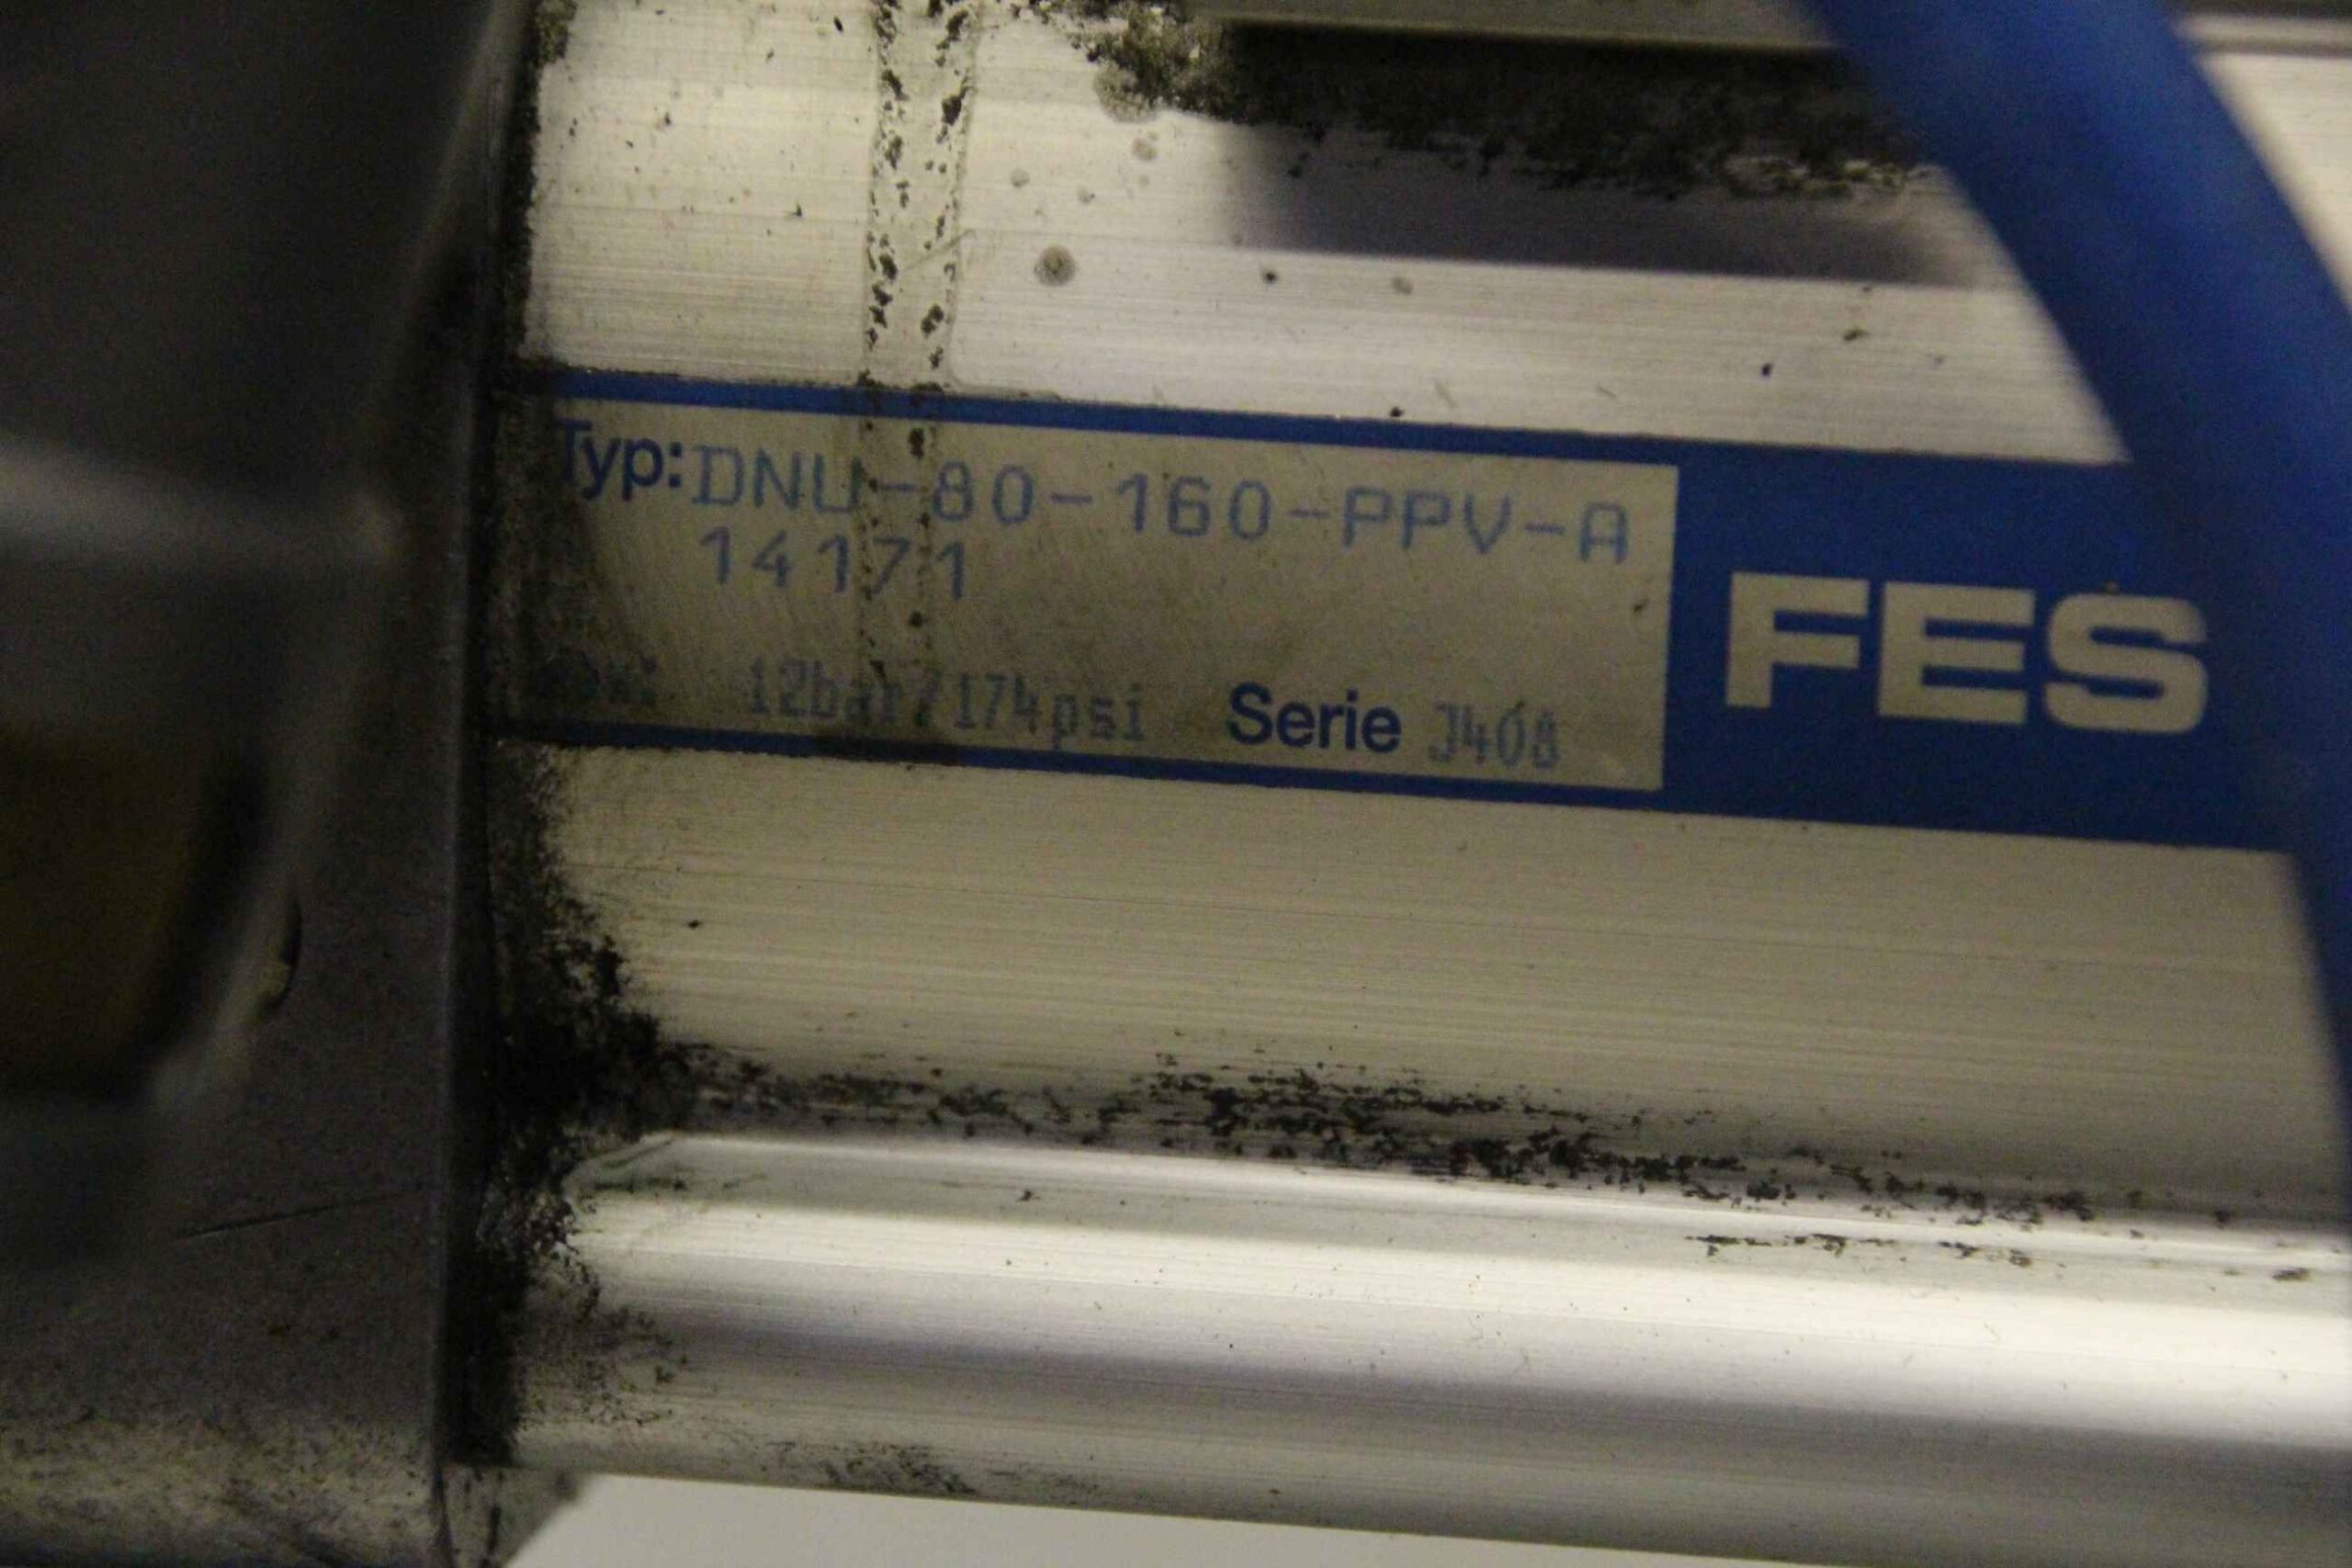 Typ: DNU-80-160-PPV-A
14171
12bar/174psi Serie J408
FES